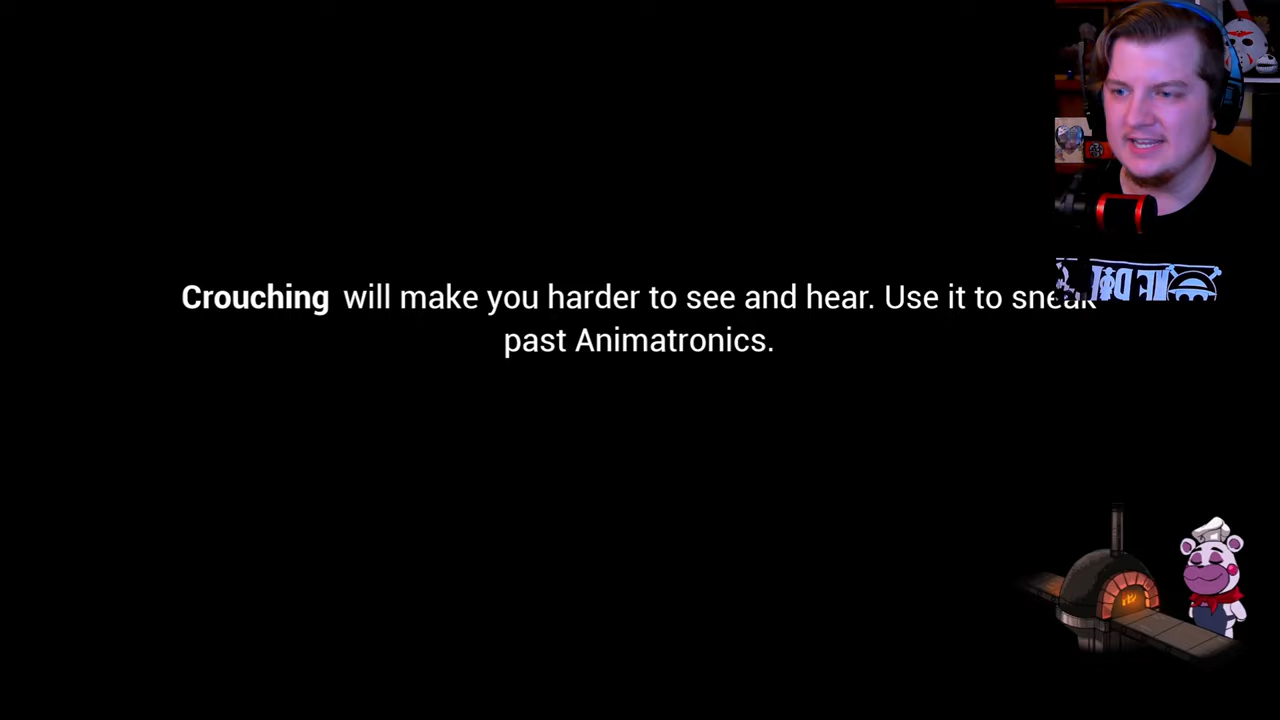 Crouching will make you harder to see and hear. Use it to sneak
past Animatronics.